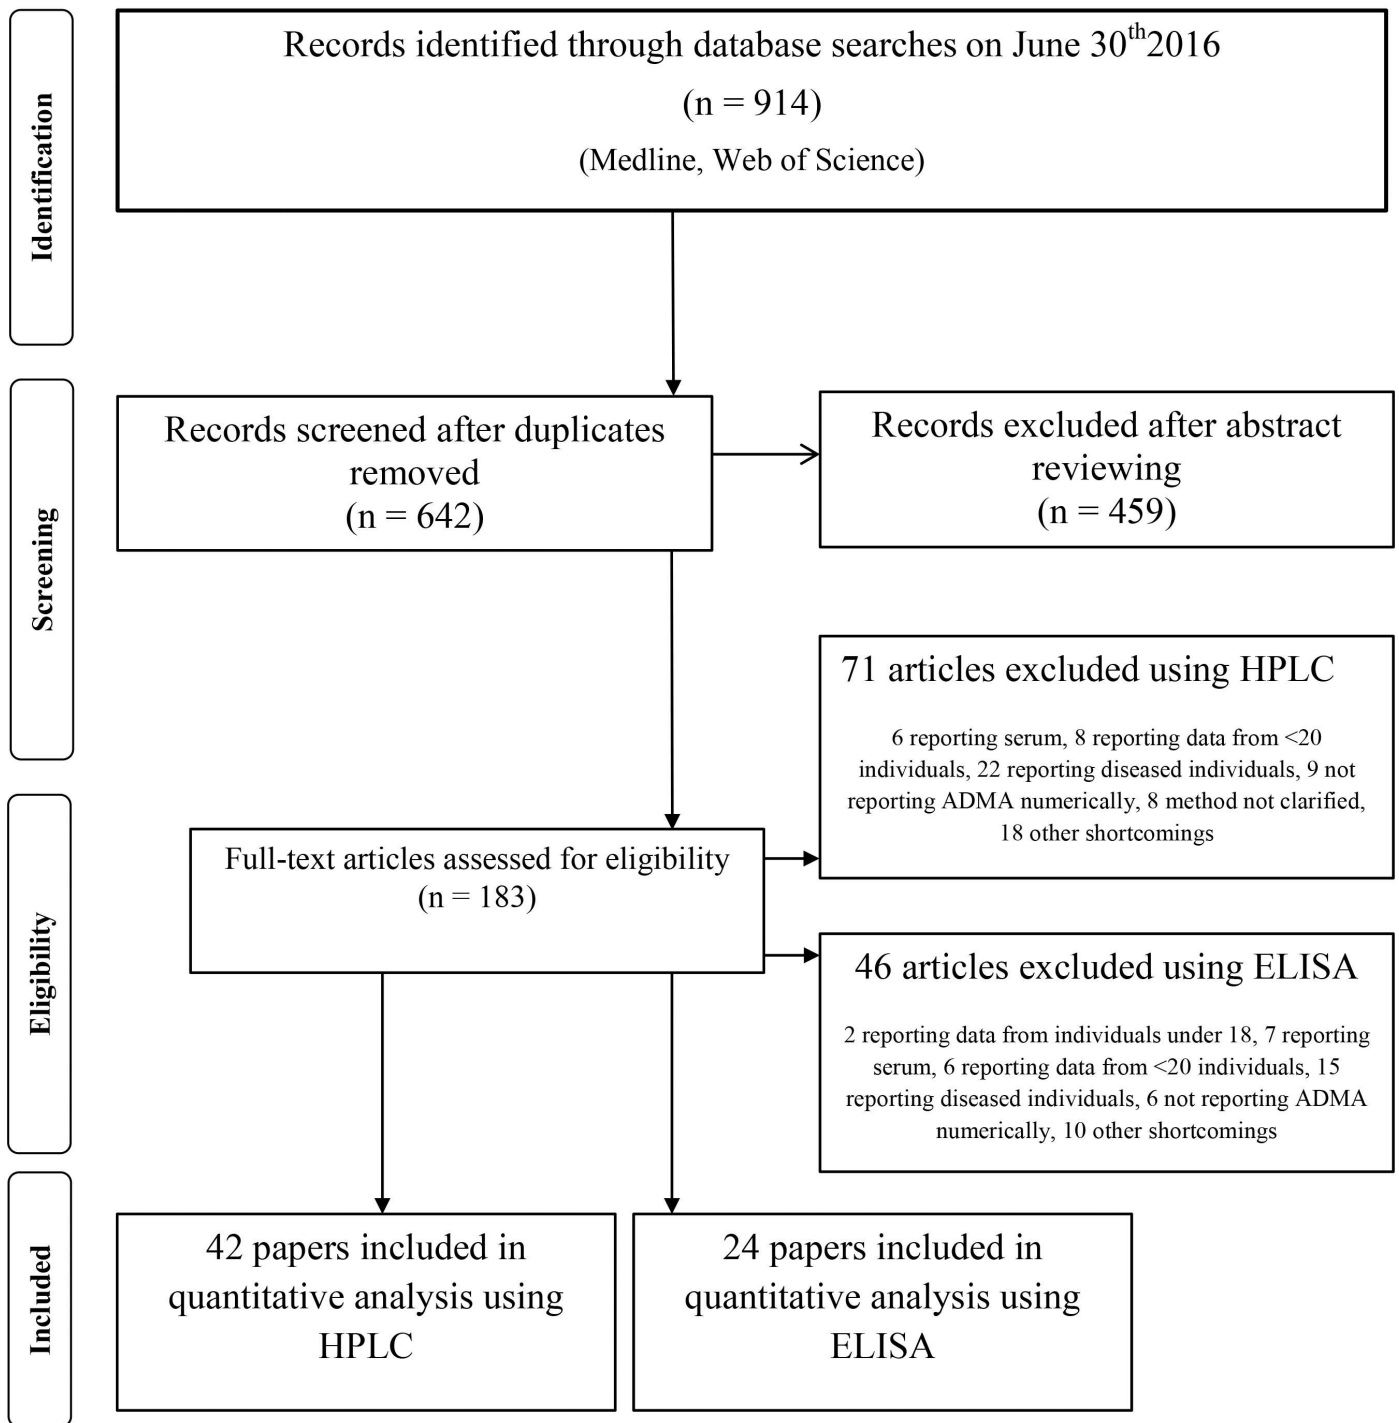 Identification
Records identified through database searches on June 30th2016
(n = 914)
(Medline, Web of Science)
Screening
Records screened after duplicates
removed
(n = 642)
Records excluded after abstract
reviewing
(n = 459)
71 articles excluded using HPLC
6 reporting serum, 8 reporting data from <20
individuals, 22 reporting diseased individuals, 9 not
reporting ADMA numerically, 8 method not clarified,
18 other shortcomings
Eligibility
Full-text articles assessed for eligibility
(n = 183)
46 articles excluded using ELISA
2 reporting data from individuals under 18, 7 reporting
serum, 6 reporting data from <20 individuals, 15
reporting diseased individuals, 6 not reporting ADMA
numerically, 10 other shortcomings
Included
42 papers included in
quantitative analysis using
HPLC
24 papers included in
quantitative analysis using
ELISA